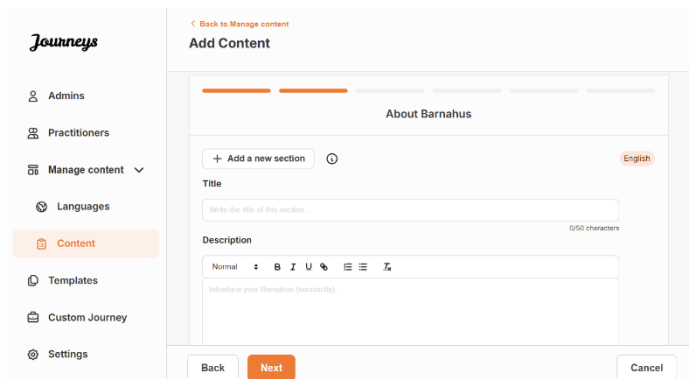 Journeys
Admins
Practitioners
Manage content
Languages
Content
Templates
Custom Journey
Settings
Back to Manage content
Add Content
About Barnahus
+ Add a new section
English
Title
Write the title of this section...
0/50 characters
Description
Normal B I U
Introduce your Barnahus (succinctly)...
Back Next Cancel